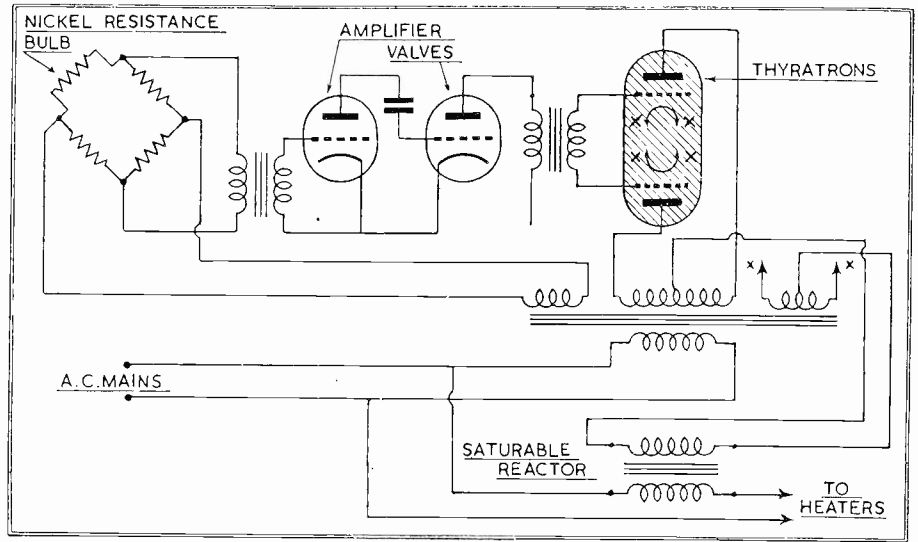 NICKEL RESISTANCE
BULB
AMPLIFIER
VALVES
THYRATRONS
X X
X X
X X
A.C. MAINS
SATURABLE
REACTOR
TO
HEATERS